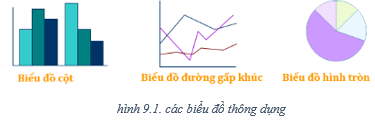 Biểu đồ cột
Biểu đồ đường gấp khúc
Biểu đồ hình tròn
hình 9.1. các biểu đồ thông dụng